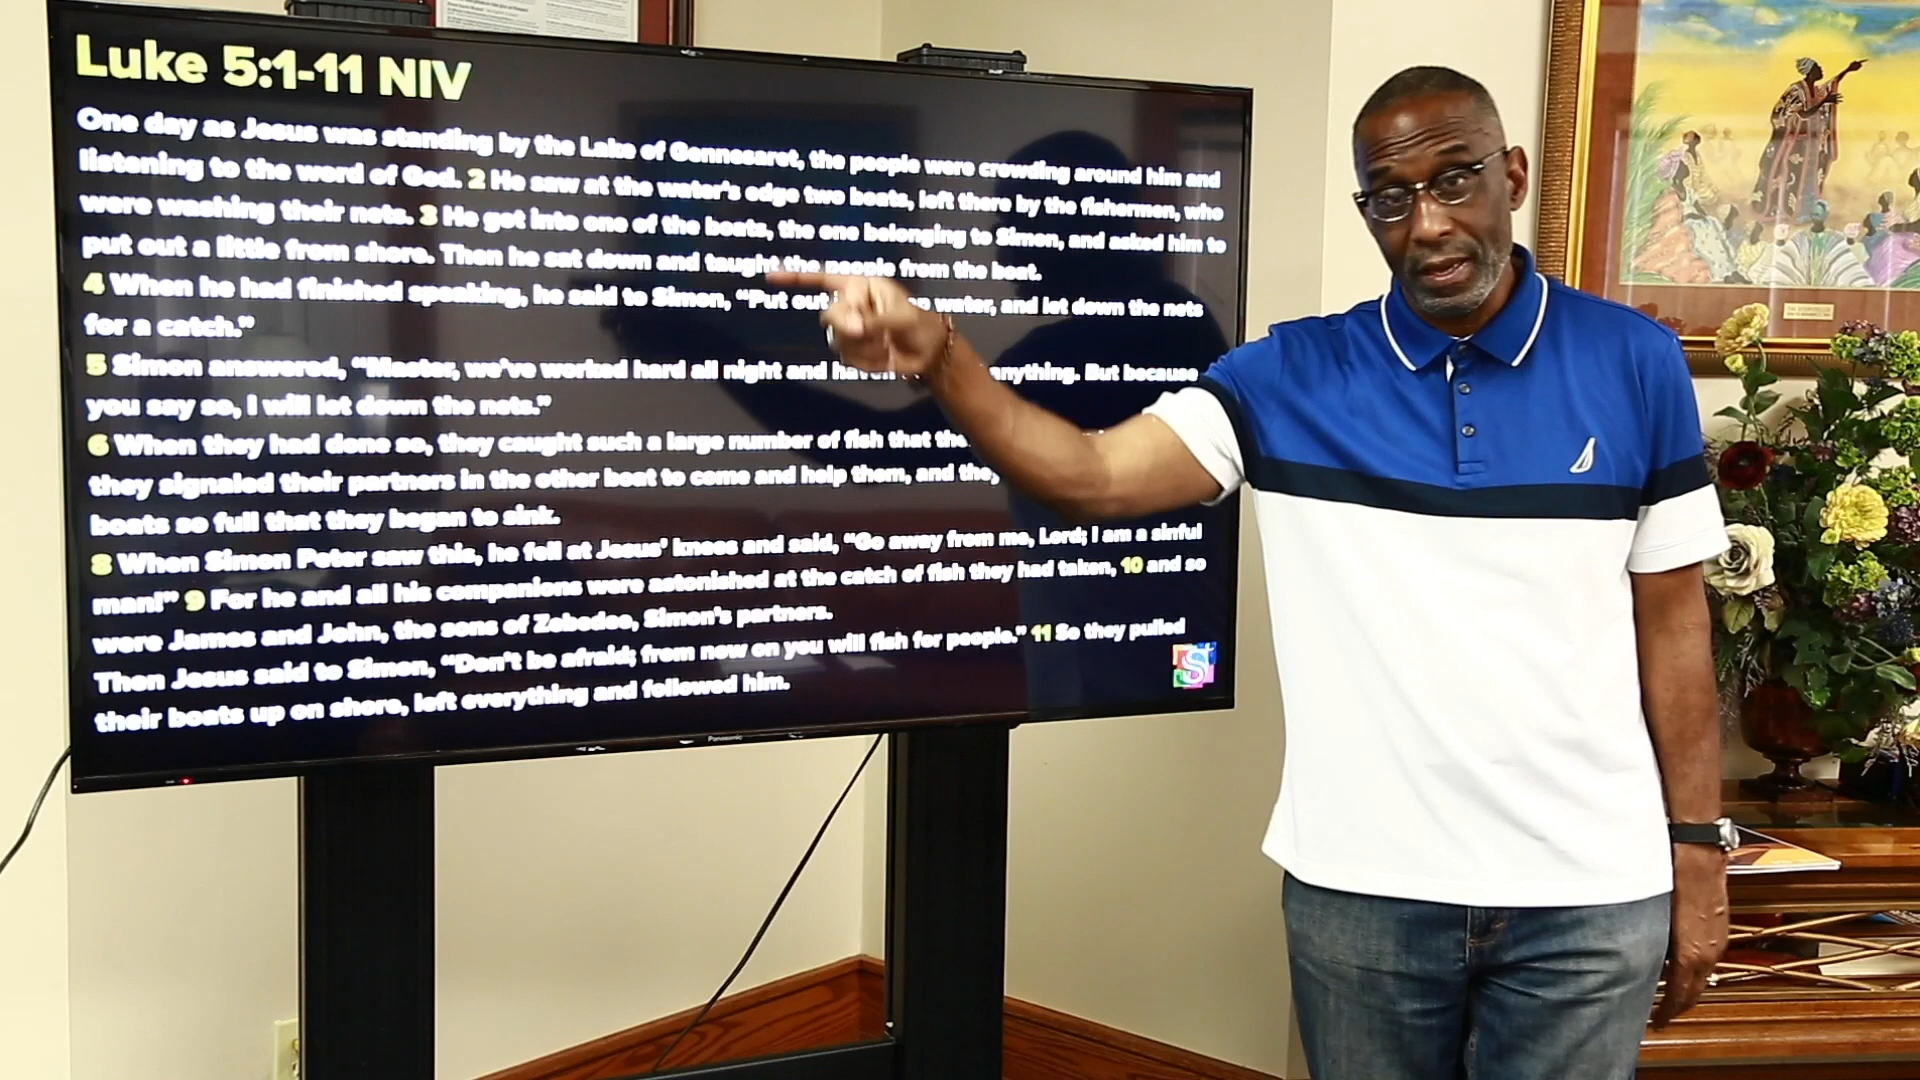 Luke 5:1-11 NIV
One day as Jesus was standing by the Lake of Gennesaret, the people were crowding around him and
listening to the word of God. 2 He saw at the water's edge two boats, left there by the fishermen, who
were washing their nets. 3 He got into one of the boats, the one belonging to Simon, and asked him to
put out a little from shore. Then he sat down and taught the people from the boat.
4 When he had finished speaking, he said to Simon, “Put out water, and let down the nets
for a catch.”
5 Simon answered, “Master, we've worked hard all night and anything. But because
you say so, I will let down the nets.”
6 When they had done so, they caught such a large number of fish that
they signaled their partners in the other boat to come and help them, and
boats so full that they began to sink.
8 When Simon Peter saw this, he fell at Jesus' knees and said, “Go away from me, Lord; I am a sinful
man!” 9 For he and all his companions were astonished at the catch of fish they had taken, 10 and so
were James and John, the sons of Zebedee, Simon's partners.
Then Jesus said to Simon, “Don't be afraid; from now on you will fish for people.” 11 So they pulled
their boats up on shore, left everything and followed him.
S
Panasonic